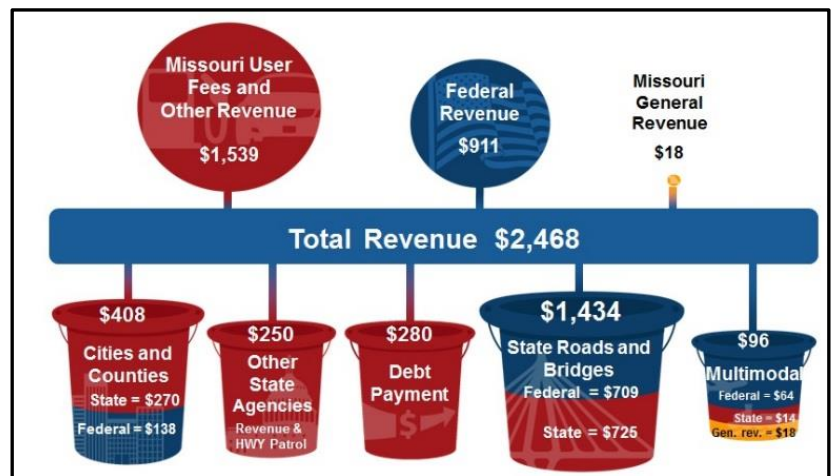 Missouri User
Fees and
Other Revenue
$1,539
Federal
Revenue
$911
Missouri
General
Revenue
$18
Total Revenue $2,468
$408
Cities and
Counties
State = $270
Federal = $138
$250
Other
State
Agencies
Revenue &
HWY Patrol
$280
Debt
Payment
$
$1,434
State Roads and
Bridges
Federal = $709
State = $725
$96
Multimodal
Federal = $64
State = $14
Gen. rev. = $18